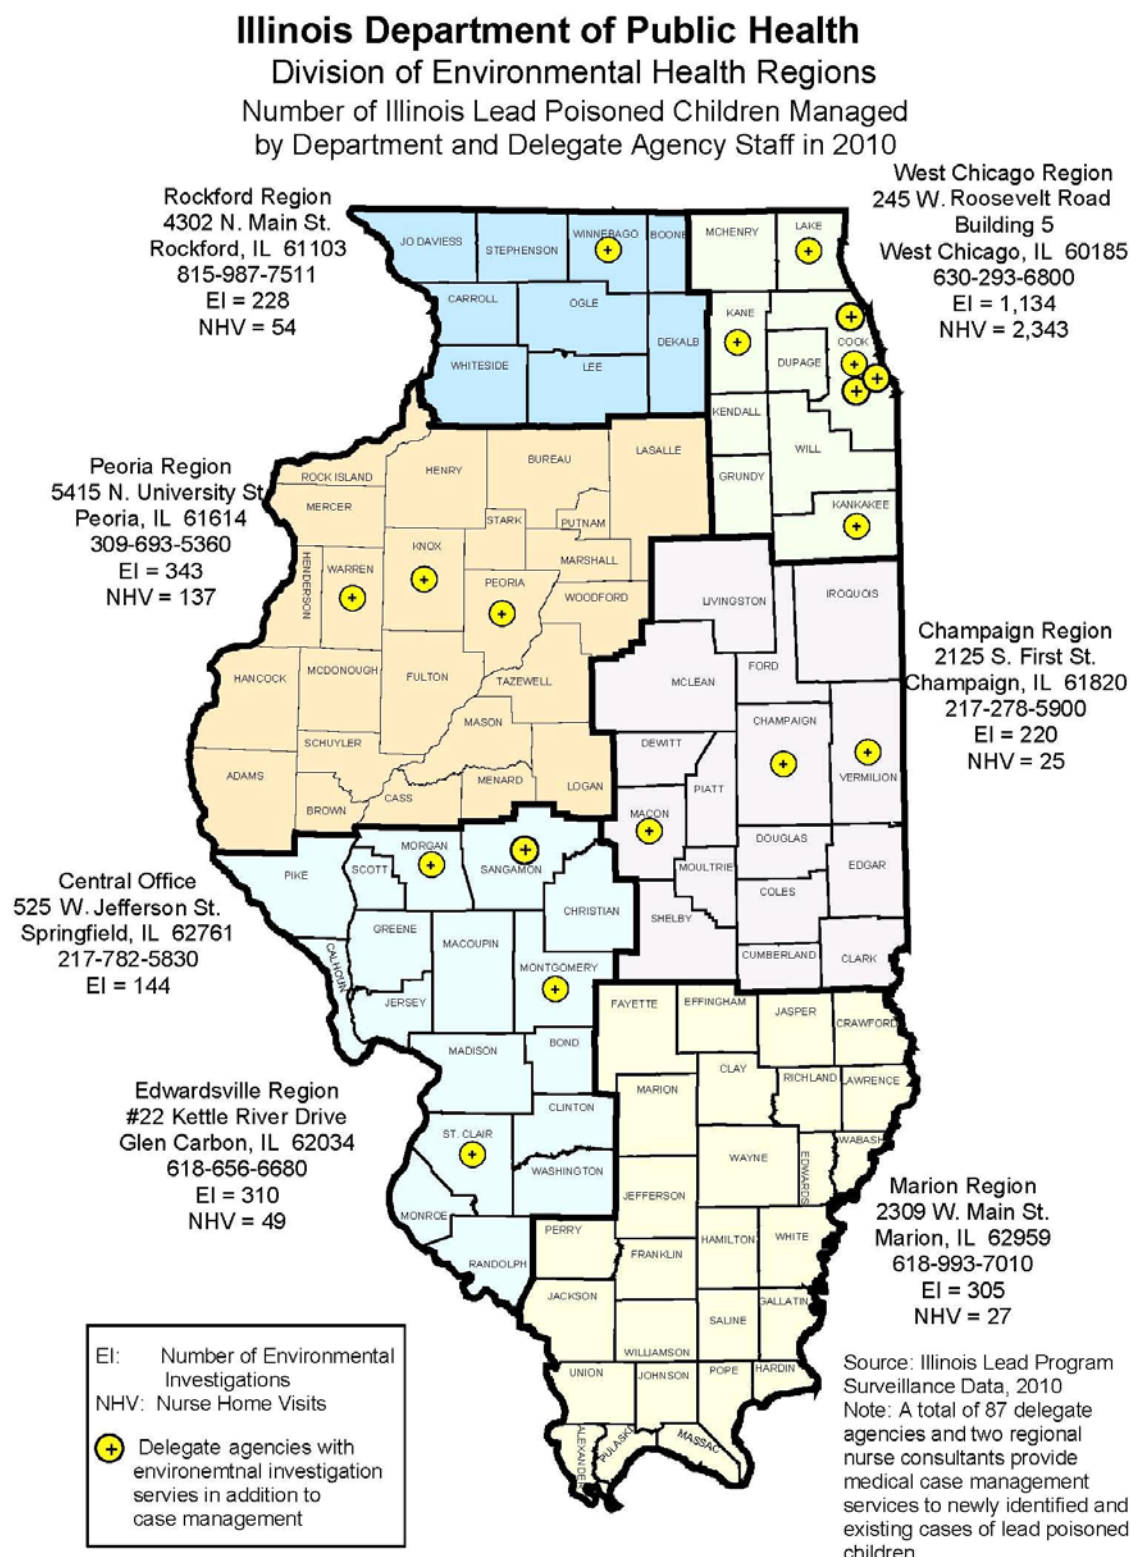 Illinois Department of Public Health
Division of Environmental Health Regions
Number of Illinois Lead Poisoned Children Managed
by Department and Delegate Agency Staff in 2010
Rockford Region
4302 N. Main St.
Rockford, IL 61103
815-987-7511
EI = 228
NHV = 54
West Chicago Region
245 W. Roosevelt Road
Building 5
West Chicago, IL 60185
630-293-6800
EI = 1,134
NHV = 2,343
Peoria Region
5415 N. University St
Peoria, IL 61614
309-693-5360
EI = 343
NHV = 137
Champaign Region
2125 S. First St.
Champaign, IL 61820
217-278-5900
EI = 220
NHV = 25
Central Office
525 W. Jefferson St.
Springfield, IL 62761
217-782-5830
EI = 144
Edwardsville Region
#22 Kettle River Drive
Glen Carbon, IL 62034
618-656-6680
EI = 310
NHV = 49
Marion Region
2309 W. Main St.
Marion, IL 62959
618-993-7010
EI = 305
NHV = 27
JO DAVIESS
STEPHENSON
WINNEBAGO
BOONE
MCHENRY
LAKE
CARROLL
OGLE
DEKALB
KANE
COOK
DUPAGE
WHITESIDE
LEE
KENDALL
WILL
GRUNDY
KANKAKEE
ROCK ISLAND
HENRY
BUREAU
LASALLE
MERCER
STARK
PUTNAM
KNOX
MARSHALL
HENDERSON
WARREN
PEORIA
WOODFORD
LIVINGSTON
IROQUOIS
HANCOCK
MCDONOUGH
FULTON
TAZEWELL
MCLEAN
FORD
MASON
SCHUYLER
DEWITT
CHAMPAIGN
VERMILION
ADAMS
BROWN
CASS
MENARD
LOGAN
PIATT
MACON
DOUGLAS
EDGAR
MOULTRIE
COLES
SHELBY
CUMBERLAND
CLARK
PIKE
SCOTT
MORGAN
SANGAMON
CHRISTIAN
GREENE
MACOUPIN
MONTGOMERY
CALHOUN
JERSEY
MADISON
BOND
FAYETTE
EFFINGHAM
JASPER
CRAWFORD
CLAY
RICHLAND
LAWRENCE
MARION
CLINTON
ST. CLAIR
WASHINGTON
WAYNE
EDWARDS
WABASH
MONROE
RANDOLPH
JEFFERSON
PERRY
FRANKLIN
HAMILTON
WHITE
JACKSON
WILLIAMSON
SALINE
GALLATIN
UNION
JOHNSON
POPE
HARDIN
ALEXANDER
PULASKI
MASSAC
EI: Number of Environmental
Investigations
NHV: Nurse Home Visits
Delegate agencies with
environemtnal investigation
servies in addition to
case management
Source: Illinois Lead Program
Surveillance Data, 2010
Note: A total of 87 delegate
agencies and two regional
nurse consultants provide
medical case management
services to newly identified and
existing cases of lead poisoned
children